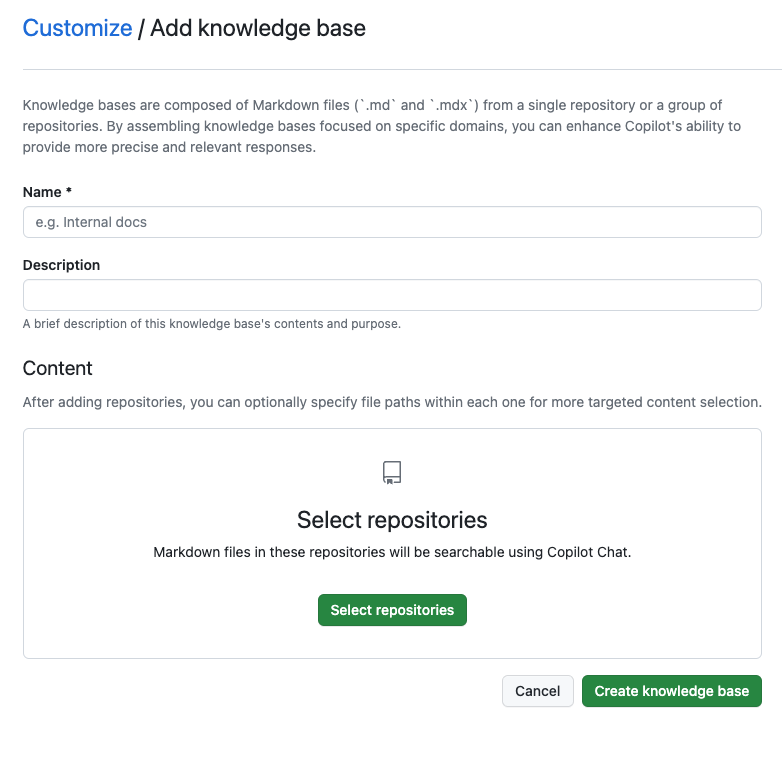 Customize / Add knowledge base
Knowledge bases are composed of Markdown files (`.md` and `.mdx`) from a single repository or a group of
repositories. By assembling knowledge bases focused on specific domains, you can enhance Copilot's ability to
provide more precise and relevant responses.
Name *
e.g. Internal docs
Description
A brief description of this knowledge base's contents and purpose.
Content
After adding repositories, you can optionally specify file paths within each one for more targeted content selection.
Select repositories
Markdown files in these repositories will be searchable using Copilot Chat.
Select repositories
Cancel
Create knowledge base